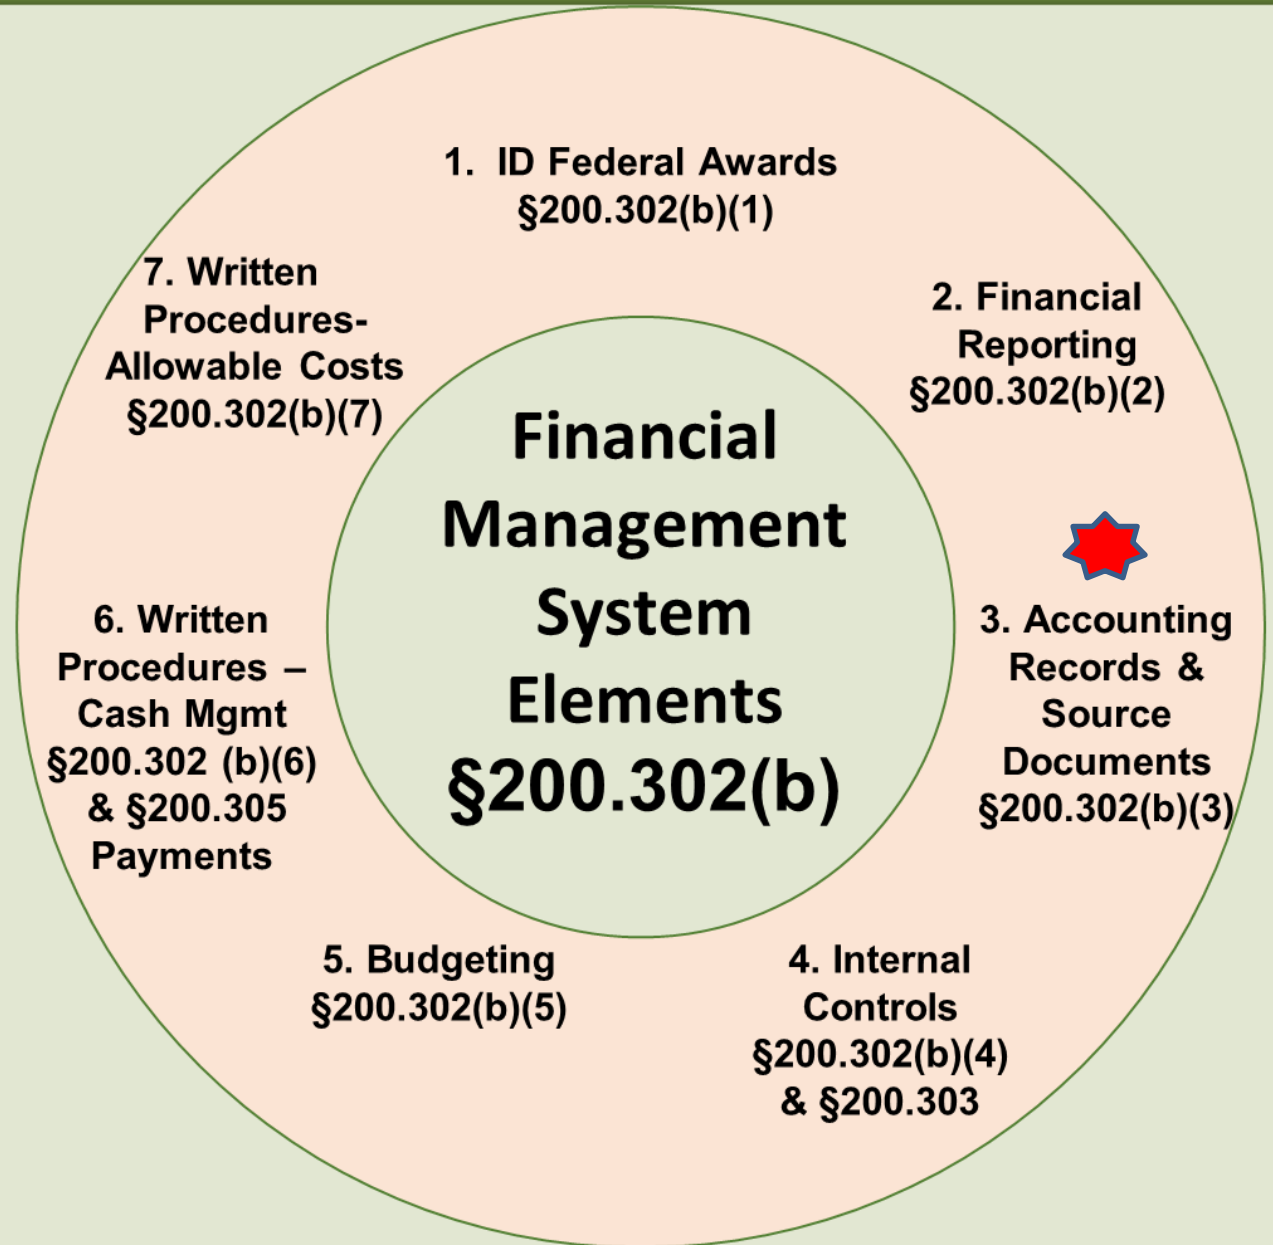 1. ID Federal Awards
§200.302(b)(1)
2. Financial
Reporting
§200.302(b)(2)
3. Accounting
Records &
Source
Documents
§200.302(b)(3)
4. Internal
Controls
§200.302(b)(4)
& §200.303
5. Budgeting
§200.302(b)(5)
6. Written
Procedures –
Cash Mgmt
§200.302 (b)(6)
& §200.305
Payments
7. Written
Procedures-
Allowable Costs
§200.302(b)(7)
Financial
Management
System
Elements
§200.302(b)